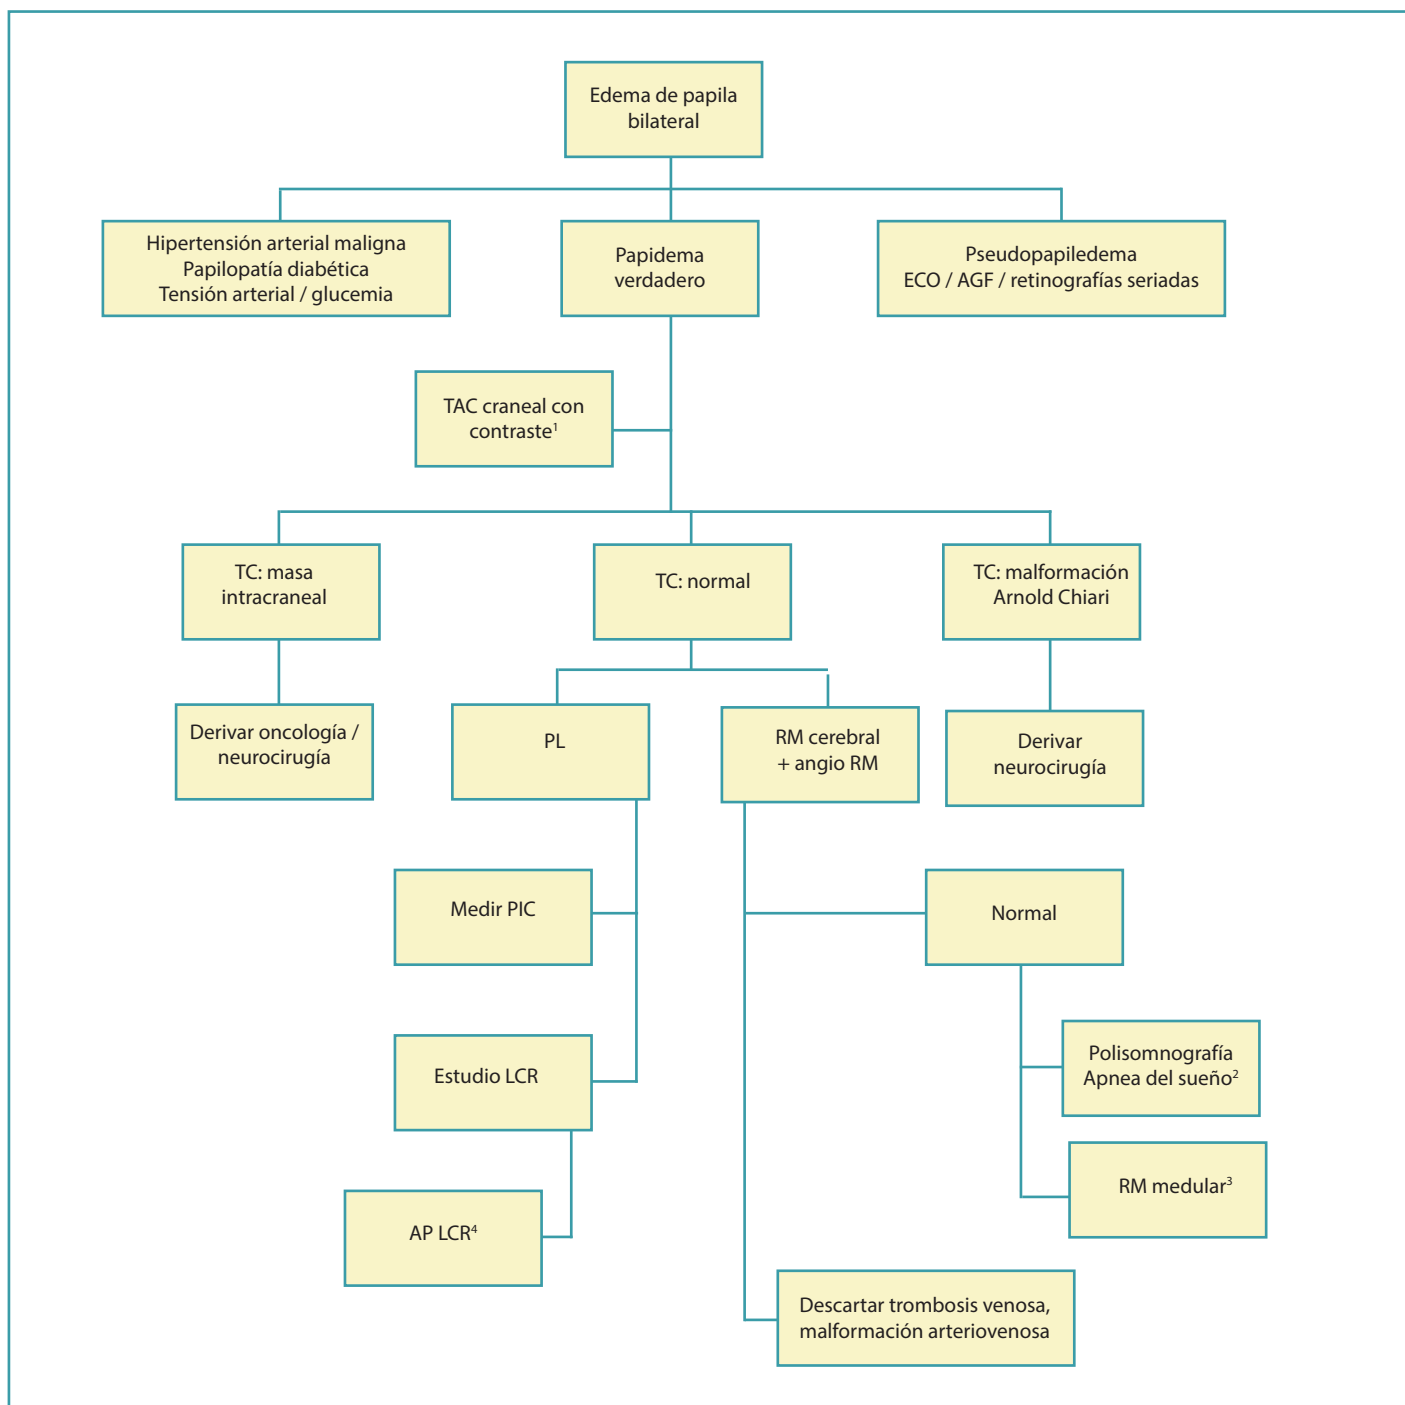 Edema de papila
bilateral
Hipertensión arterial maligna
Papilopatía diabética
Tensión arterial / glucemia
Papidema
verdadero
Pseudopapiledema
ECO / AGF / retinografías seriadas
TAC craneal con
contraste¹
TC: masa
intracraneal
TC: normal
TC: malformación
Arnold Chiari
Derivar oncología /
neurocirugía
PL
RM cerebral
+ angio RM
Derivar
neurocirugía
Medir PIC
Normal
Estudio LCR
Polisomnografía
Apnea del sueño²
RM medular³
AP LCR⁴
Descartar trombosis venosa,
malformación arteriovenosa